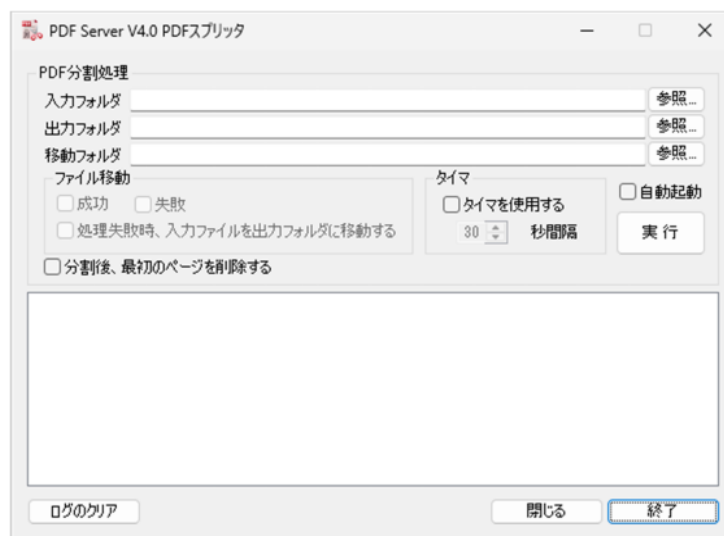 PDF Server V4.0 PDFスプリッタ
PDF分割処理
入力フォルダ 参照...
出力フォルダ 参照...
移動フォルダ 参照...
ファイル移動 タイマ
成功 失敗 タイマを使用する 自動起動
処理失敗時、入力ファイルを出力フォルダに移動する 30 秒間隔 実行
分割後、最初のページを削除する
ログのクリア 閉じる 終了